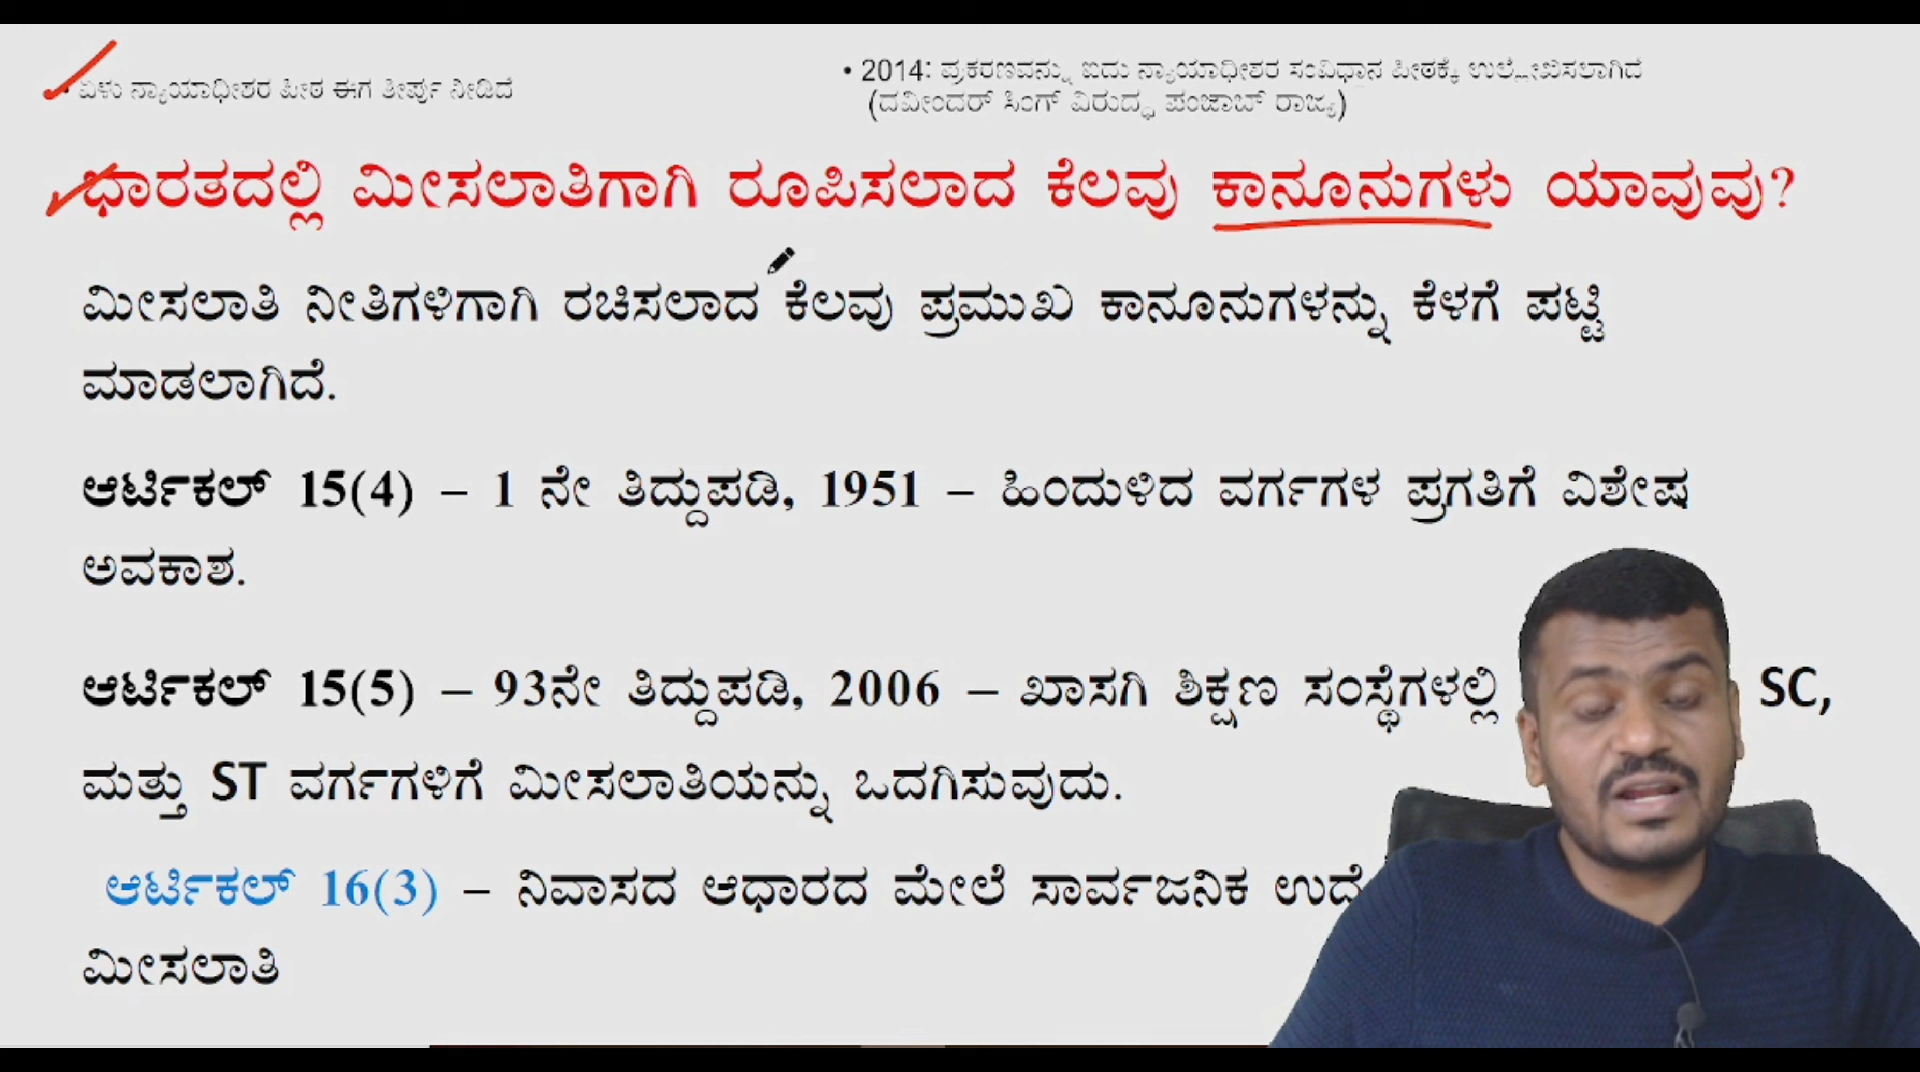 • ಏಳು ನ್ಯಾಯಾಧೀಶರ ಪೀಠ ಈಗ ತೀರ್ಪು ನೀಡಿದೆ
• 2014: ಪ್ರಕರಣವನ್ನು ಐದು ನ್ಯಾಯಾಧೀಶರ ಸಂವಿಧಾನ ಪೀಠಕ್ಕೆ ಉಲ್ಲೇಖಿಸಲಾಗಿದೆ
(ದವೀಂದರ್ ಸಿಂಗ್ ವಿರುದ್ಧ ಪಂಜಾಬ್ ರಾಜ್ಯ)
ಭಾರತದಲ್ಲಿ ಮೀಸಲಾತಿಗಾಗಿ ರೂಪಿಸಲಾದ ಕೆಲವು ಕಾನೂನುಗಳು ಯಾವುವು?
ಮೀಸಲಾತಿ ನೀತಿಗಳಿಗಾಗಿ ರಚಿಸಲಾದ ಕೆಲವು ಪ್ರಮುಖ ಕಾನೂನುಗಳನ್ನು ಕೆಳಗೆ ಪಟ್ಟಿ
ಮಾಡಲಾಗಿದೆ.
ಆರ್ಟಿಕಲ್ 15(4) – 1 ನೇ ತಿದ್ದುಪಡಿ, 1951 – ಹಿಂದುಳಿದ ವರ್ಗಗಳ ಪ್ರಗತಿಗೆ ವಿಶೇಷ
ಅವಕಾಶ.
ಆರ್ಟಿಕಲ್ 15(5) – 93ನೇ ತಿದ್ದುಪಡಿ, 2006 – ಖಾಸಗಿ ಶಿಕ್ಷಣ ಸಂಸ್ಥೆಗಳಲ್ಲಿ SC,
ಮತ್ತು ST ವರ್ಗಗಳಿಗೆ ಮೀಸಲಾತಿಯನ್ನು ಒದಗಿಸುವುದು.
ಆರ್ಟಿಕಲ್ 16(3) – ನಿವಾಸದ ಆಧಾರದ ಮೇಲೆ ಸಾರ್ವಜನಿಕ
ಮೀಸಲಾತಿ